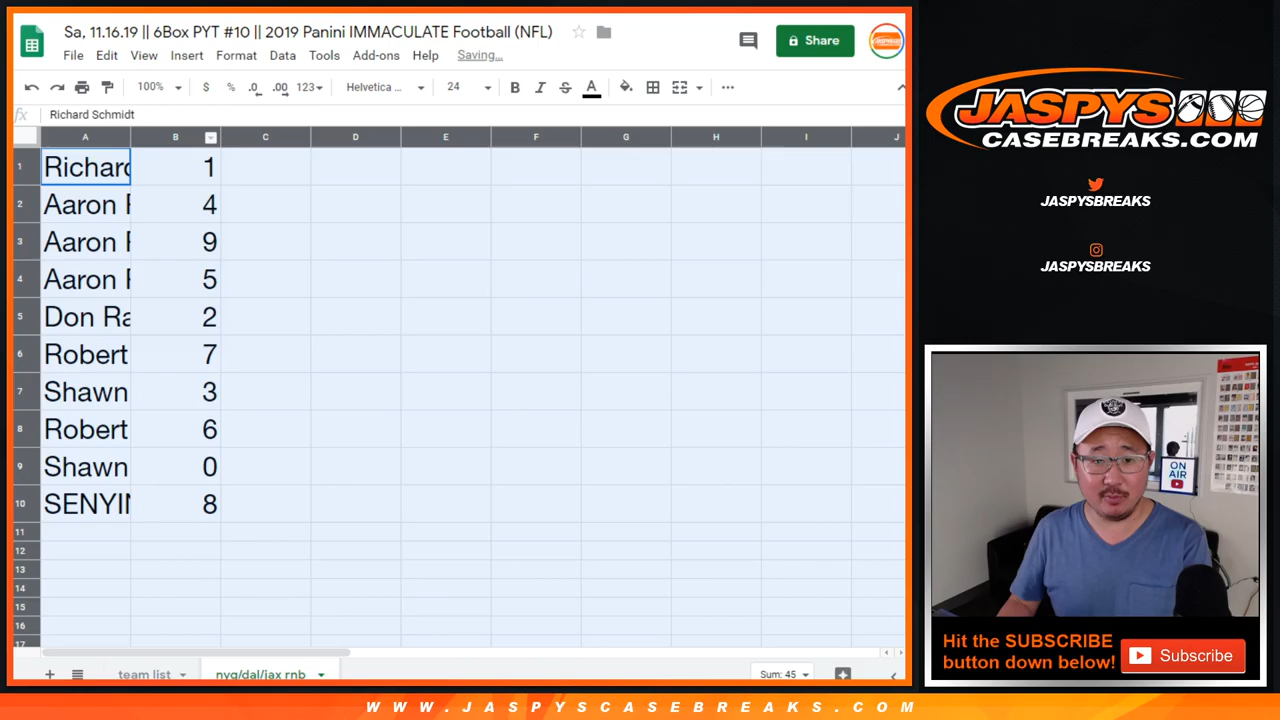 Sa, 11.16.19 || 6Box PYT #10 || 2019 Panini IMMACULATE Football (NFL)
File Edit View Insert Format Data Tools Add-ons Help Saving...
Share
100% $ % .0 .00 123 Helvetica ... 24 B I S A
fx Richard Schmidt
A B C D E F G H I J
1 Richard 1
2 Aaron 4
3 Aaron 9
4 Aaron 5
5 Don Ra 2
6 Robert 7
7 Shawn 3
8 Robert 6
9 Shawn 0
10 SENYIN 8
11
12
13
14
15
16
17
team list nyg/dal/jax rnb Sum: 45
JASPYS
CASEBREAKS.COM
JASPYSBREAKS
JASPYSBREAKS
ON
AIR
Hit the SUBSCRIBE
button down below!
Subscribe
WWW.JASPYSCASEBREAKS.COM